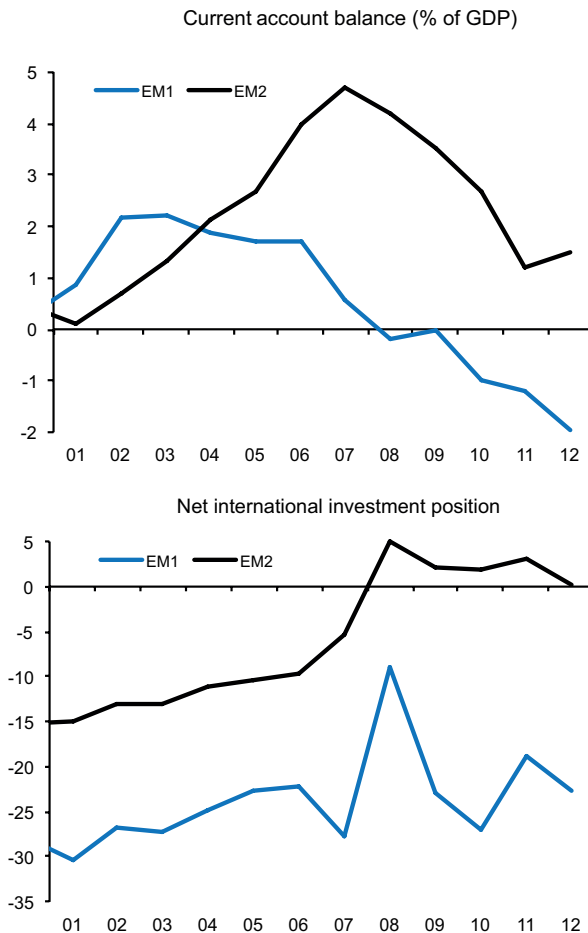 Current account balance (% of GDP)
5
EM1 EM2
4
3
2
1
0
-1
-2
01 02 03 04 05 06 07 08 09 10 11 12
Net international investment position
5
EM1 EM2
0
-5
-10
-15
-20
-25
-30
-35
01 02 03 04 05 06 07 08 09 10 11 12